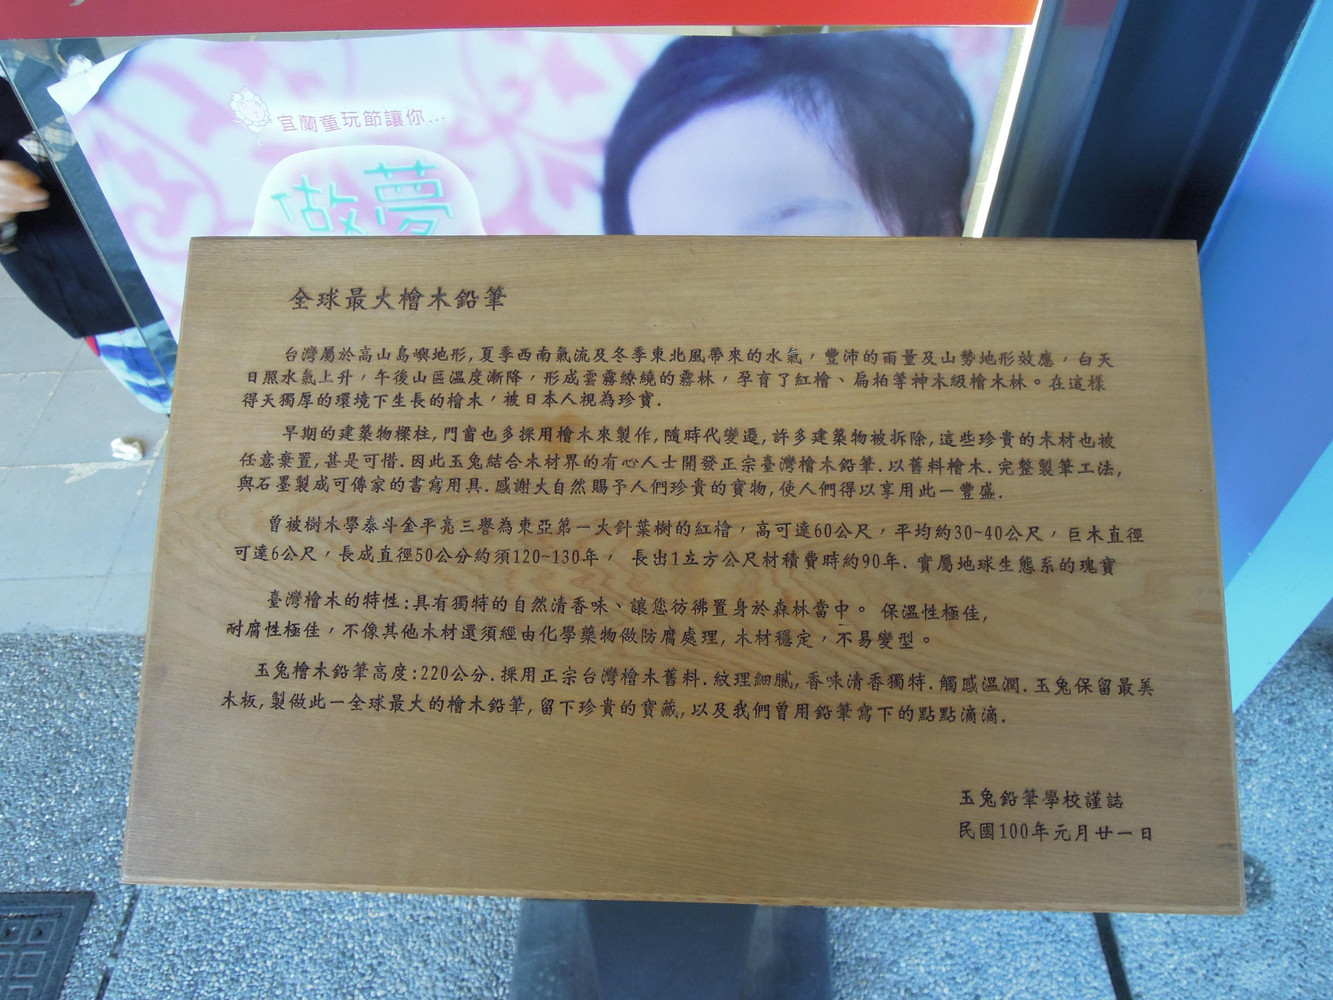 宜蘭童玩節讓你...
做夢
全球最大檜木鉛筆
台灣屬於高山島嶼地形,夏季西南氣流及冬季東北風帶來的水氣，豐沛的雨量及山勢地形效應，白天
日照水氣上升，午後山區溫度漸降，形成雲霧繚繞的霧林，孕育了紅檜、扁柏等神木級檜木林。在這樣
得天獨厚的環境下生長的檜木，被日本人視為珍寶.
早期的建築物樑柱,門窗也多採用檜木來製作,隨時代變遷,許多建築物被拆除,這些珍貴的木材也被
任意棄置,甚是可惜.因此玉兔結合木材界的有心人士開發正宗臺灣檜木鉛筆.以舊料檜木.完整製筆工法,
與石墨製成可傳家的書寫用具.感謝大自然賜予人們珍貴的寶物,使人們得以享用此一豐盛.
曾被樹木學泰斗金平亮三譽為東亞第一大針葉樹的紅檜，高可達60公尺，平均約30~40公尺，巨木直徑
可達6公尺，長成直徑50公分約須120~130年， 長出1立方公尺材積費時約90年.實屬地球生態系的瑰寶
臺灣檜木的特性:具有獨特的自然清香味、讓您彷彿置身於森林當中。 保溫性極佳,
耐腐性極佳，不像其他木材還須經由化學藥物做防腐處理,木材穩定，不易變型。
玉兔檜木鉛筆高度:220公分.採用正宗台灣檜木舊料.紋理細膩,香味清香獨特.觸感溫潤.玉兔保留最美
木板,製做此一全球最大的檜木鉛筆,留下珍貴的寶藏,以及我們曾用鉛筆寫下的點點滴滴.
玉兔鉛筆學校謹誌
民國100年元月廿一日